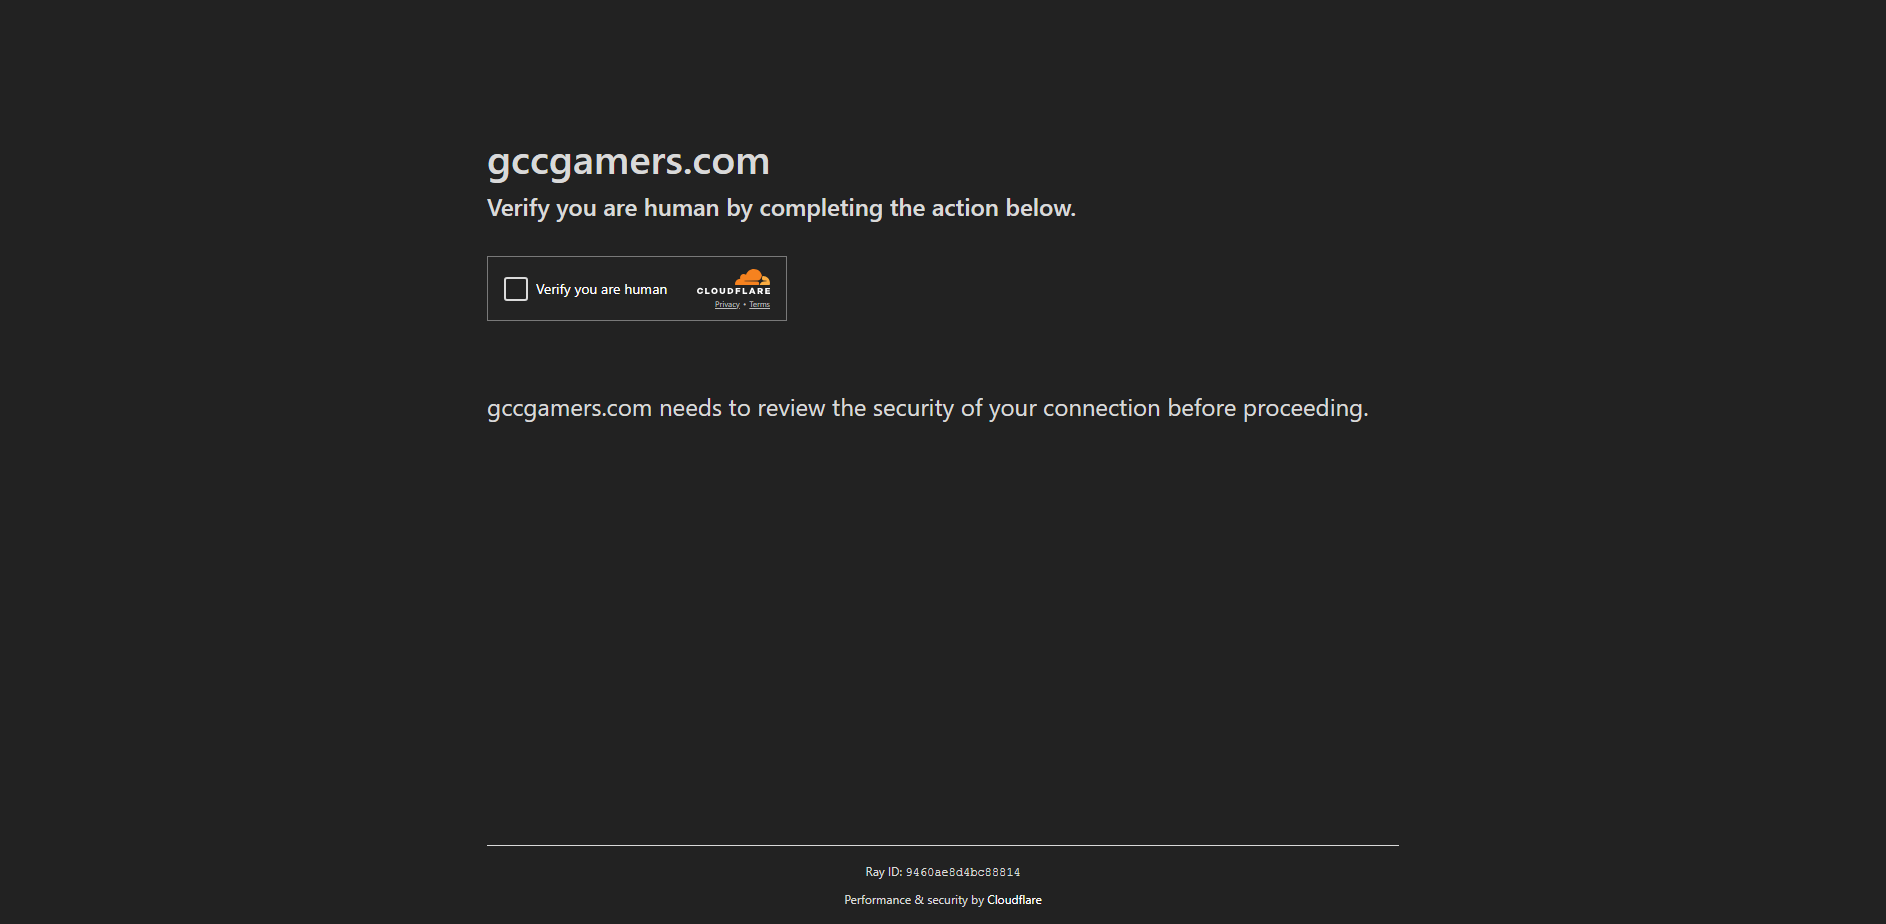 gccgamers.com
Verify you are human by completing the action below.
Verify you are human
CLOUDFLARE
Privacy • Terms
gccgamers.com needs to review the security of your connection before proceeding.
Ray ID: 9460ae8d4bc88814
Performance & security by Cloudflare